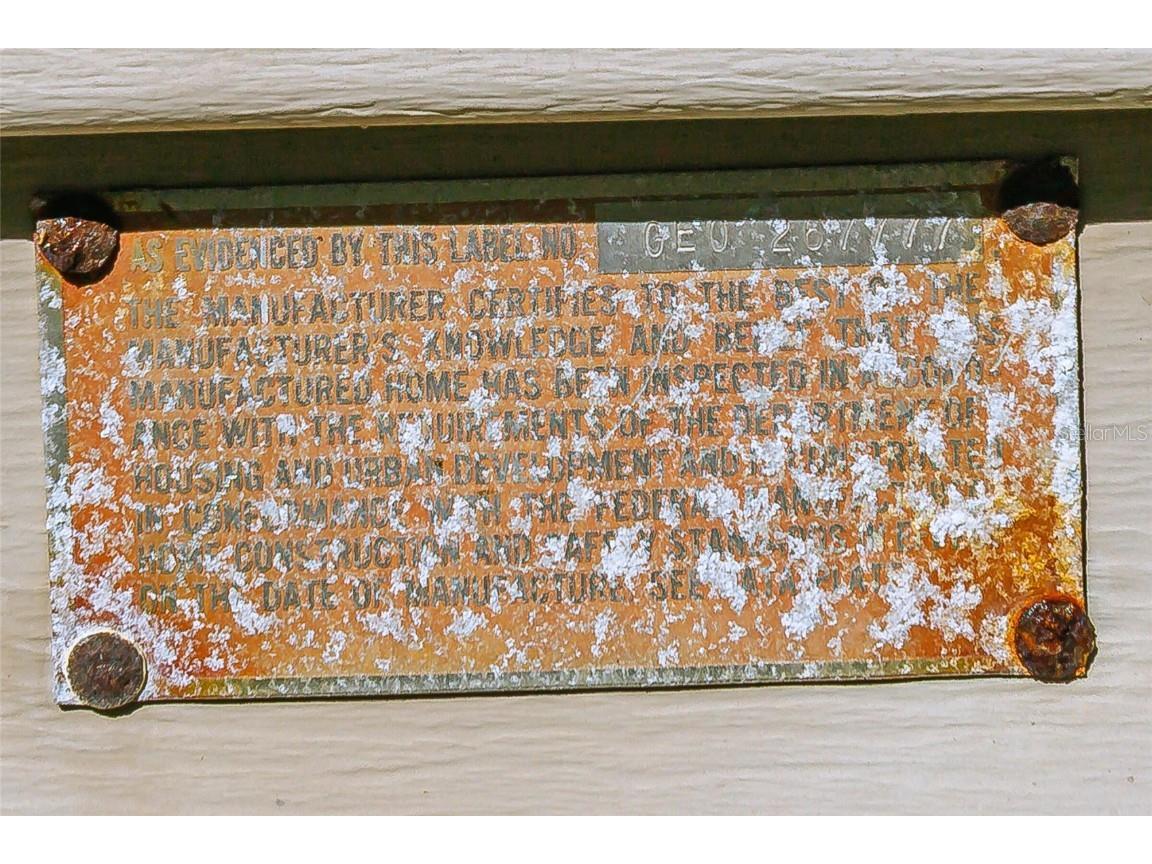 AS EVIDENCED BY THIS LABEL NO. GEO 267777
THE MANUFACTURER CERTIFIES TO THE BEST OF THE
MANUFACTURER'S KNOWLEDGE AND BELIEF THAT THIS
MANUFACTURED HOME HAS BEEN INSPECTED IN ACCORD-
ANCE WITH THE REQUIREMENTS OF THE DEPARTMENT OF
HOUSING AND URBAN DEVELOPMENT AND IS CONSTRUCTED
IN CONFORMANCE WITH THE FEDERAL MANUFACTURED
HOME CONSTRUCTION AND SAFETY STANDARDS IN EFFECT
ON THE DATE OF MANUFACTURE. SEE DATA PLATE.
StellarMLS